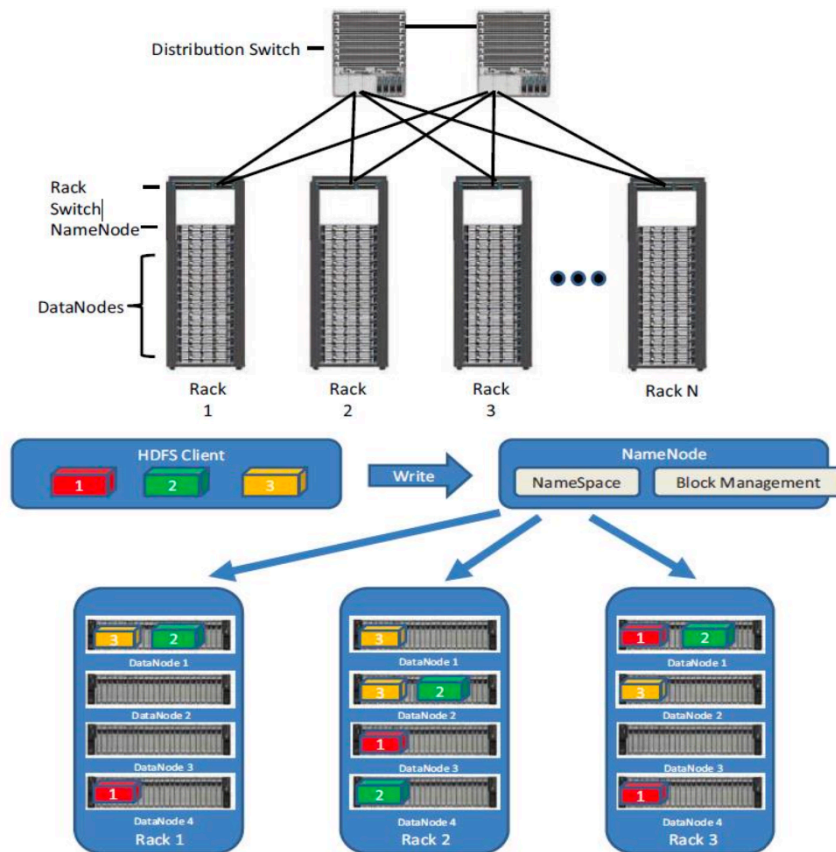 Distribution Switch
Rack
Switch
NameNode
DataNodes
Rack
1
Rack
2
Rack
3
Rack N
HDFS Client
1
2
3
Write
NameNode
NameSpace
Block Management
3
2
DataNode 1
DataNode 2
DataNode 3
1
DataNode 4
Rack 1
3
DataNode 1
3
2
DataNode 2
1
DataNode 3
2
DataNode 4
Rack 2
1
2
DataNode 1
3
DataNode 2
DataNode 3
1
DataNode 4
Rack 3